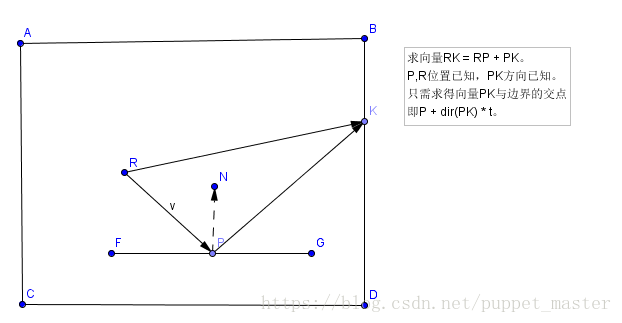 A
B
求向量RK = RP + PK。
P,R位置已知，PK方向已知。
只需求得向量PK与边界的交点
即P + dir(PK) * t。
K
R
N
v
F
P
G
C
D
https://blog.csdn.net/puppet_master